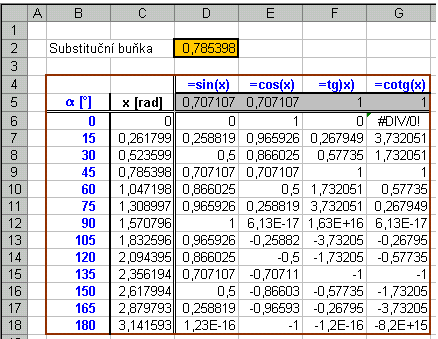 A B C D E F G
1
2 Substituční buňka 0,785398
3
4 =sin(x) =cos(x) =tg)x) =cotg(x)
5 α [°] x [rad] 0,707107 0,707107 1 1
6 0 0 0 1 0 #DIV/0!
7 15 0,261799 0,258819 0,965926 0,267949 3,732051
8 30 0,523599 0,5 0,866025 0,57735 1,732051
9 45 0,785398 0,707107 0,707107 1 1
10 60 1,047198 0,866025 0,5 1,732051 0,57735
11 75 1,308997 0,965926 0,258819 3,732051 0,267949
12 90 1,570796 1 6,13E-17 1,63E+16 6,13E-17
13 105 1,832596 0,965926 -0,25882 -3,73205 -0,26795
14 120 2,094395 0,866025 -0,5 -1,73205 -0,57735
15 135 2,356194 0,707107 -0,70711 -1 -1
16 150 2,617994 0,5 -0,86603 -0,57735 -1,73205
17 165 2,879793 0,258819 -0,96593 -0,26795 -3,73205
18 180 3,141593 1,23E-16 -1 -1,2E-16 -8,2E+15